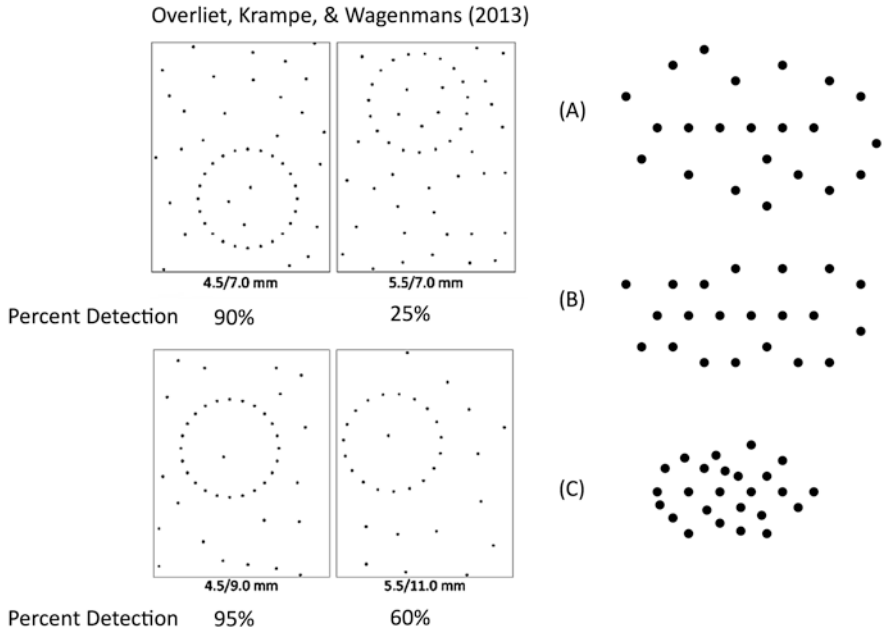 Overliet, Krampe, & Wagenmans (2013)
(A)
4.5/7.0 mm 5.5/7.0 mm
(B)
Percent Detection 90% 25%
(C)
4.5/9.0 mm 5.5/11.0 mm
Percent Detection 95% 60%